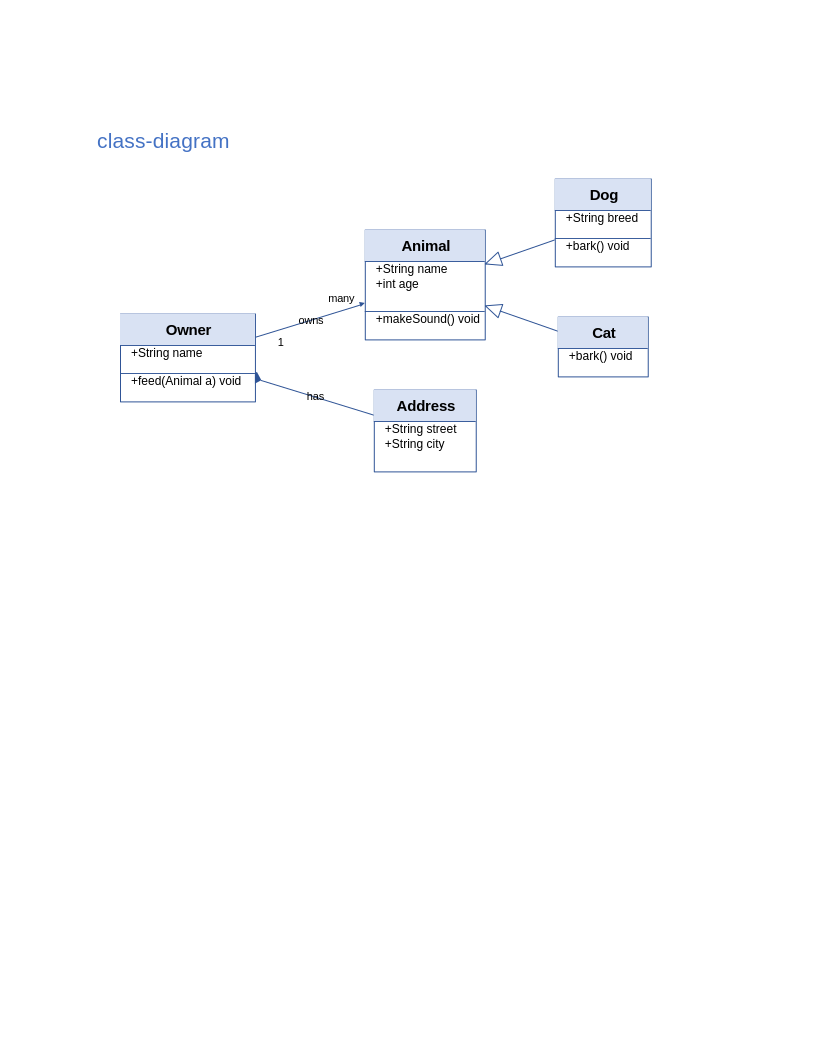 class-diagram
Dog
+String breed
+bark() void
Animal
+String name
+int age
+makeSound() void
many
owns
1
Owner
+String name
+feed(Animal a) void
Cat
+bark() void
has
Address
+String street
+String city